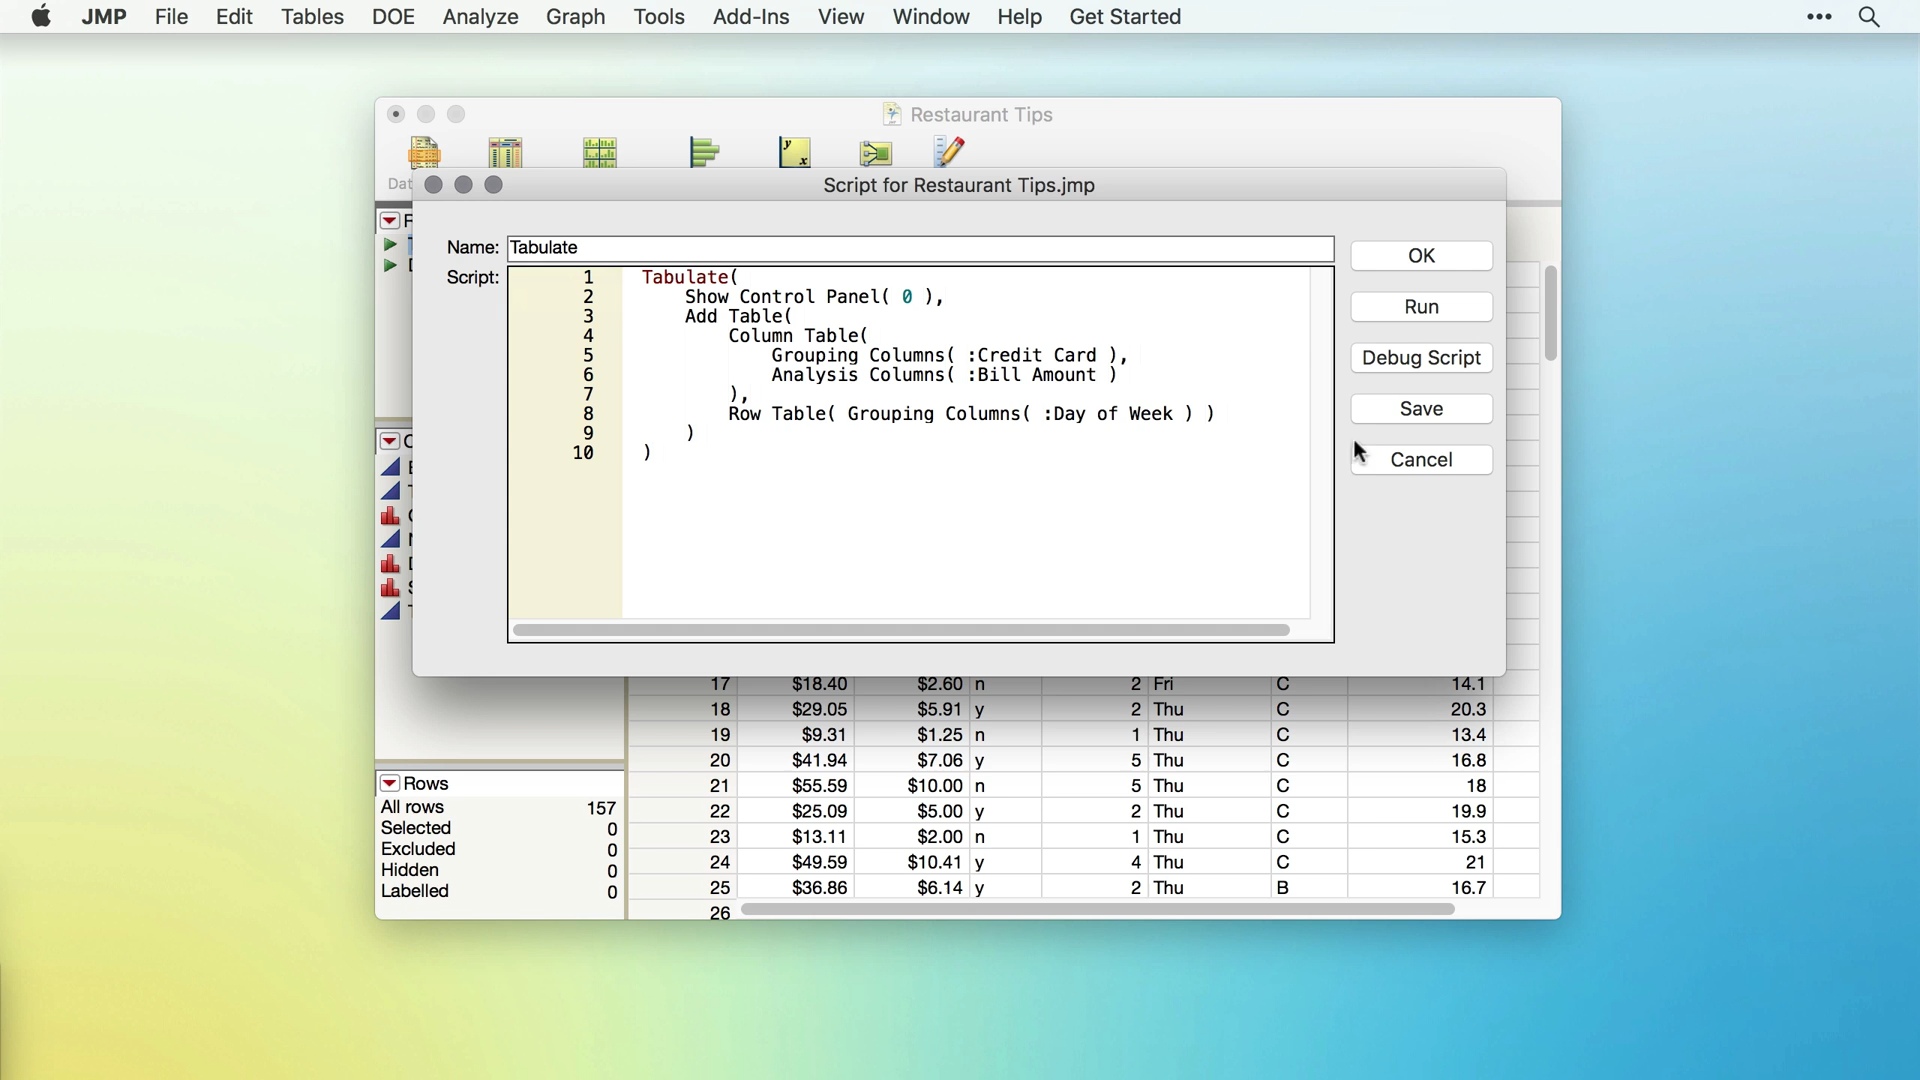 JMP File Edit Tables DOE Analyze Graph Tools Add-Ins View Window Help Get Started
Restaurant Tips
Script for Restaurant Tips.jmp
Name: Tabulate
Script:
1 Tabulate(
2 Show Control Panel( 0 ),
3 Add Table(
4 Column Table(
5 Grouping Columns( :Credit Card ),
6 Analysis Columns( :Bill Amount )
7 ),
8 Row Table( Grouping Columns( :Day of Week ) )
9 )
10 )
OK
Run
Debug Script
Save
Cancel
17 $18.40 $2.60 n 2 Fri C 14.1
18 $29.05 $5.91 y 2 Thu C 20.3
19 $9.31 $1.25 n 1 Thu C 13.4
20 $41.94 $7.06 y 5 Thu C 16.8
21 $55.59 $10.00 n 5 Thu C 18
22 $25.09 $5.00 y 2 Thu C 19.9
23 $13.11 $2.00 n 1 Thu C 15.3
24 $49.59 $10.41 y 4 Thu C 21
25 $36.86 $6.14 y 2 Thu B 16.7
26
Rows
All rows 157
Selected 0
Excluded 0
Hidden 0
Labelled 0